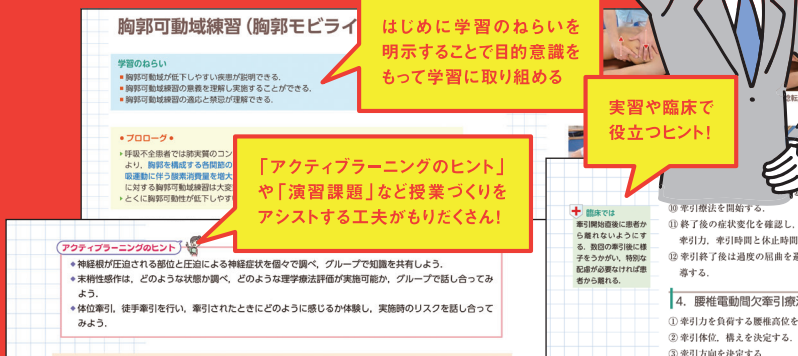 胸郭可動域練習（胸郭モビライ
学習のねらい
■胸郭可動域が低下しやすい疾患が説明できる.
■胸郭可動域練習の意義を理解し実施することができる.
■胸郭可動域練習の適応と禁忌が理解できる.
はじめに学習のねらいを
明示することで目的意識を
もって学習に取り組める
実習や臨床で
役立つヒント！
●プロローグ●
▸呼吸不全患者では肺実質のコン
より，胸郭を構成する各関節の
吸運動に伴う酸素消費量を増大
に対する胸郭可動域練習は大変
▸とくに胸郭可動性が低下しやす
「アクティブラーニングのヒント」
や「演習課題」など授業づくりを
アシストする工夫がもりだくさん！
アクティブラーニングのヒント
◆神経根が圧迫される部位と圧迫による神経症状を個々で調べ，グループで知識を共有しよう.
◆末梢性感作は，どのような状態か調べ，どのような理学療法評価が実施可能か，グループで話し合ってみ
よう.
◆体位牽引，徒手牽引を行い，牽引されたときにどのように感じるか体験し，実施時のリスクを話し合って
みよう.
臨床では
牽引開始直後に患者か
ら離れないようにす
る．数回の牽引後に様
子をうかがい，特別な
配慮が必要なければ患
者から離れる.
⑩ 牽引療法を開始する.
⑪ 終了後の症状変化を確認し，
牽引力，牽引時間と休止時間
⑫ 牽引終了後は過度の屈曲を避
導する.
4．腰椎電動間欠牽引療
① 牽引力を負荷する腰椎高位を
② 牽引体位，構えを決定する.
③ 牽引方向を決定する